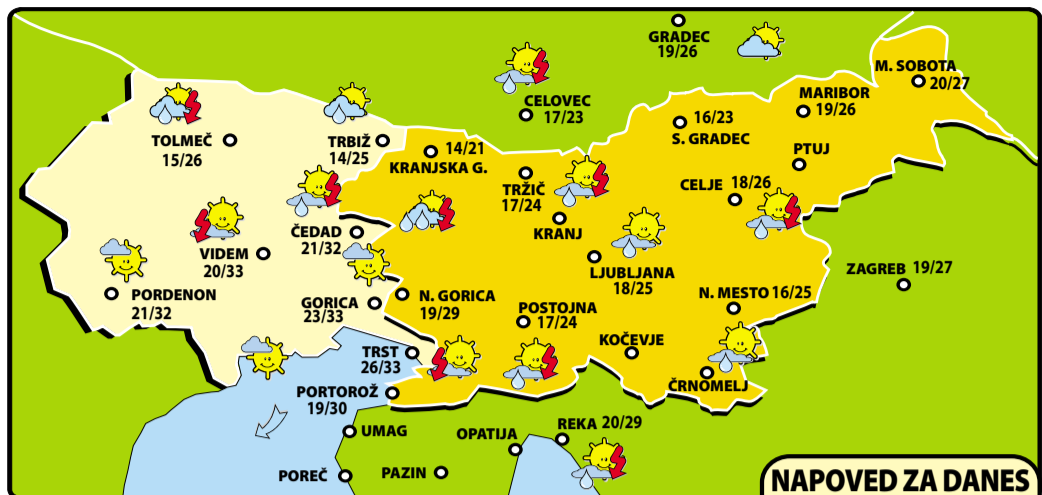 GRADEC
19/26
M. SOBOTA
20/27
CELOVEC
17/23
MARIBOR
19/26
16/23
S. GRADEC
TOLMEČ
15/26
TRBIŽ
14/25
14/21
KRANJSKA G.
PTUJ
TRŽIČ
17/24
CELJE 18/26
KRANJ
ČEDAD
21/32
VIDEM
20/33
LJUBLJANA
18/25
ZAGREB 19/27
PORDENON
21/32
GORICA
23/33
N. GORICA
19/29
POSTOJNA
17/24
N. MESTO 16/25
KOČEVJE
TRST
26/33
ČRNOMELJ
PORTOROŽ
19/30
UMAG
OPATIJA
REKA 20/29
POREČ
PAZIN
NAPOVED ZA DANES